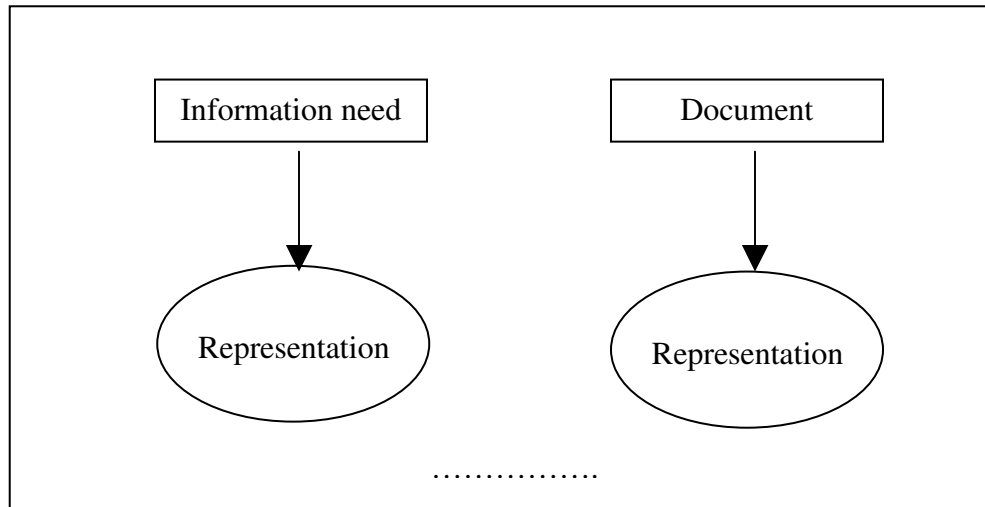 Information need
Document
Representation
Representation
…………….